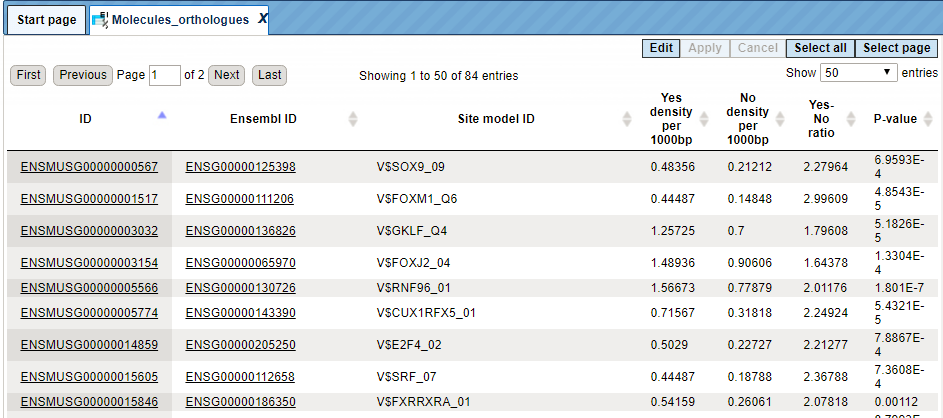 Start page
EI Molecules_orthologues X
Edit Apply Cancel Select all Select page
First Previous Page 1 of 2 Next Last Showing 1 to 50 of 84 entries Show 50 entries
ID Ensembl ID Site model ID Yes density per 1000bp No density per 1000bp Yes-No ratio P-value
ENSMUSG00000000567 ENSG00000125398 V$SOX9_09 0.48356 0.21212 2.27964 6.9593E-4
ENSMUSG00000001517 ENSG00000111206 V$FOXM1_Q6 0.44487 0.14848 2.99609 4.8543E-5
ENSMUSG00000003032 ENSG00000136826 V$GKLF_Q4 1.25725 0.7 1.79608 5.1826E-5
ENSMUSG00000003154 ENSG00000065970 V$FOXJ2_04 1.48936 0.90606 1.64378 1.3304E-4
ENSMUSG00000005566 ENSG00000130726 V$RNF96_01 1.56673 0.77879 2.01176 1.801E-7
ENSMUSG00000005774 ENSG00000143390 V$CUX1RFX5_01 0.71567 0.31818 2.24924 5.4321E-5
ENSMUSG00000014859 ENSG00000205250 V$E2F4_02 0.5029 0.22727 2.21277 7.8867E-4
ENSMUSG00000015605 ENSG00000112658 V$SRF_07 0.44487 0.18788 2.36788 7.3608E-4
ENSMUSG00000015846 ENSG00000186350 V$FXRRXRA_01 0.54159 0.26061 2.07818 0.00112